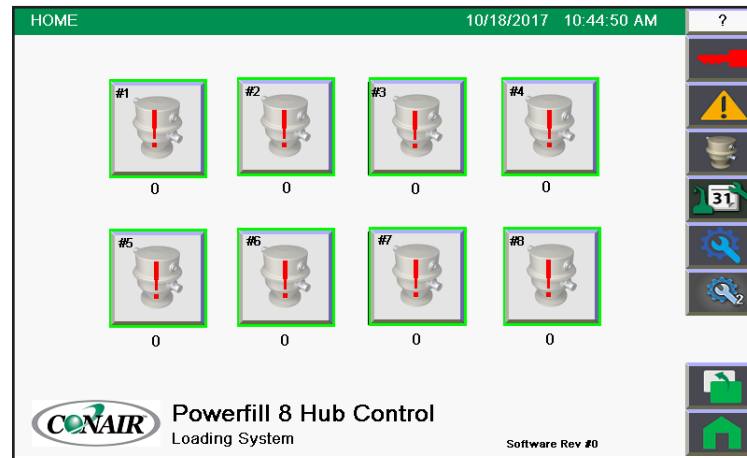 HOME 10/18/2017 10:44:50 AM ?
#1 #2 #3 #4
0 0 0 0
31
#5 #6 #7 #8
0 0 0 0
2
CONAIR Powerfill 8 Hub Control
Loading System
Software Rev #0